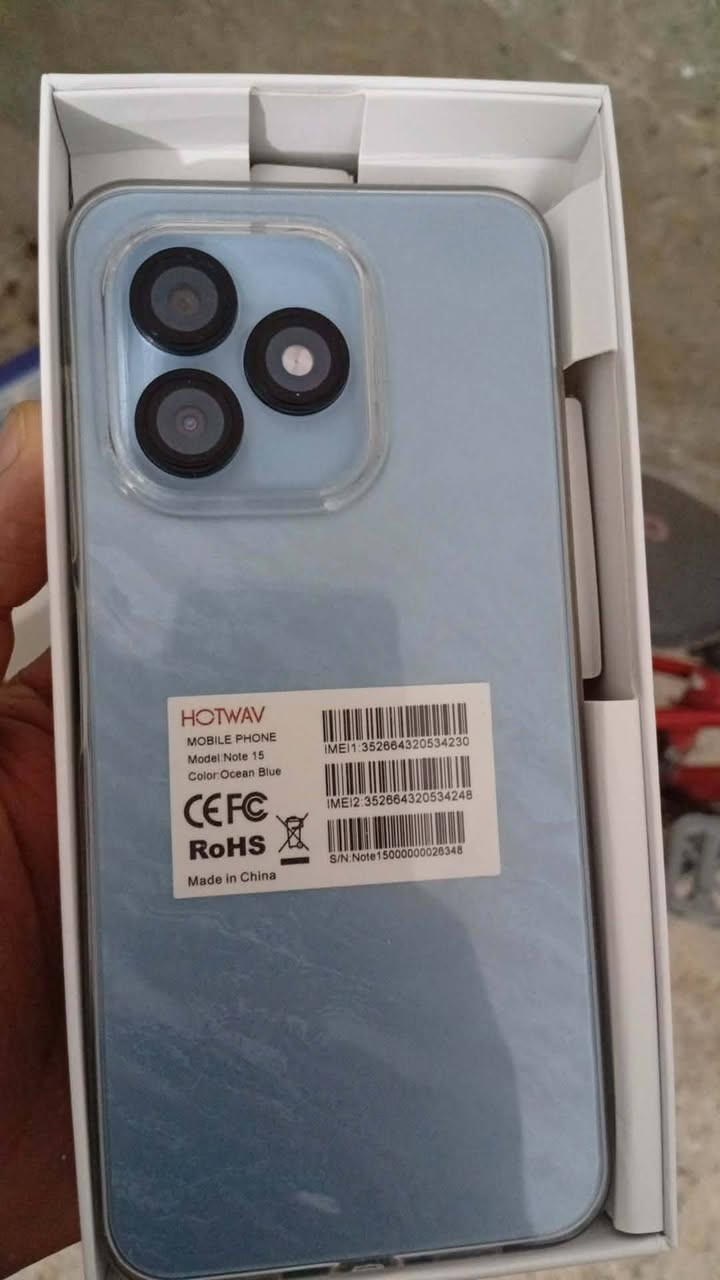 HOTWAV
MOBILE PHONE
Model:Note 15
Color:Ocean Blue
CE FC
RoHS
Made in China
IMEI1:352664320534230
IMEI2:352664320534248
S/N:Note15000000026348